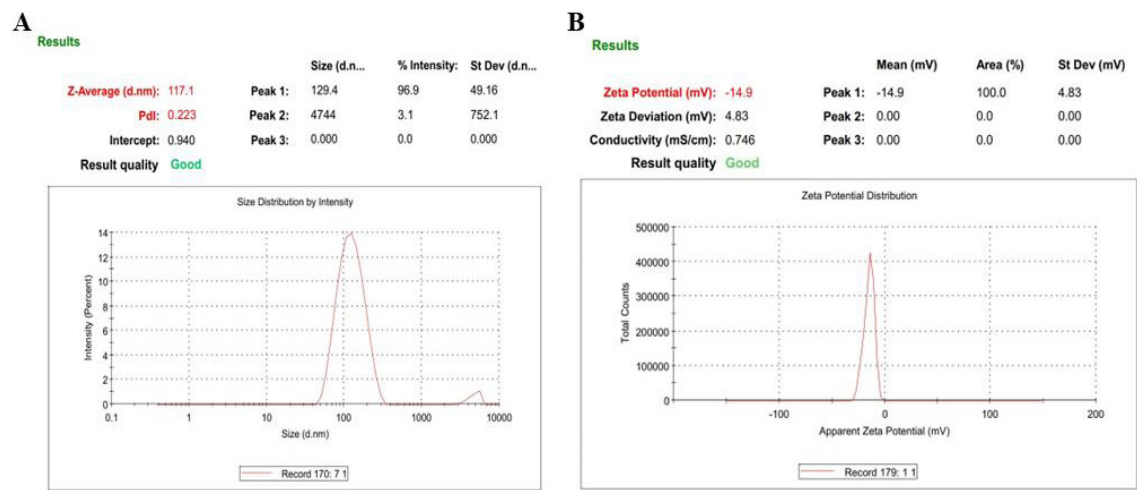 A
Results
Size (d.n... % Intensity: St Dev (d.n...
Z-Average (d.nm): 117.1 Peak 1: 129.4 96.9 49.16
PdI: 0.223 Peak 2: 4744 3.1 752.1
Intercept: 0.940 Peak 3: 0.000 0.0 0.000
Result quality Good
Size Distribution by Intensity
Intensity (Percent)
14
12
10
8
6
4
2
0
0.1 1 10 100 1000 10000
Size (d.nm)
Record 170: 7 1
B
Results
Mean (mV) Area (%) St Dev (mV)
Zeta Potential (mV): -14.9 Peak 1: -14.9 100.0 4.83
Zeta Deviation (mV): 4.83 Peak 2: 0.00 0.0 0.00
Conductivity (mS/cm): 0.746 Peak 3: 0.00 0.0 0.00
Result quality Good
Zeta Potential Distribution
Total Counts
500000
400000
300000
200000
100000
0
-100 0 100 200
Apparent Zeta Potential (mV)
Record 179: 1 1